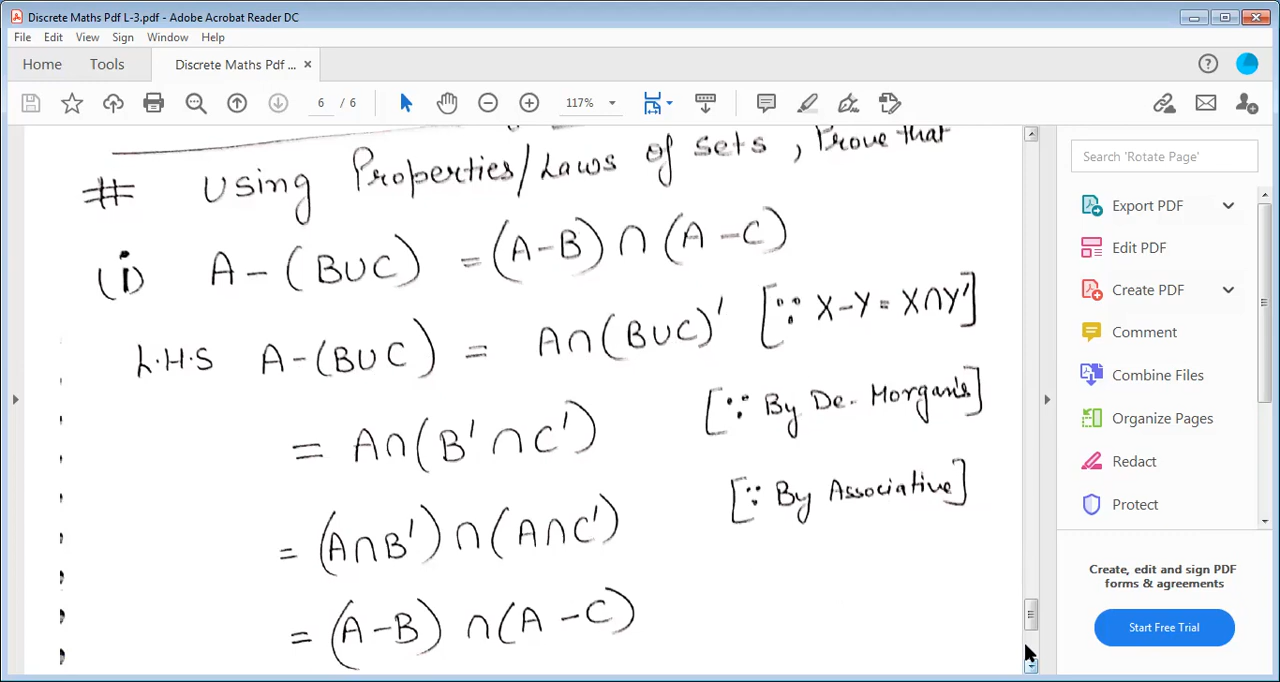 Discrete Maths Pdf L-3.pdf - Adobe Acrobat Reader DC
File Edit View Sign Window Help
Home Tools Discrete Maths Pdf ... ×
6 / 6 117%
# Using Properties/Laws of sets, Prove that
(i) A-(B∪C) = (A-B) ∩ (A-C)
L.H.S A-(B∪C) = A∩(B∪C)' [∵ X-Y = X∩Y']
= A∩(B'∩C') [∵ By De-Morgan's]
= (A∩B')∩(A∩C') [∵ By Associative]
= (A-B) ∩(A-C)
Search 'Rotate Page'
Export PDF
Edit PDF
Create PDF
Comment
Combine Files
Organize Pages
Redact
Protect
Create, edit and sign PDF
forms & agreements
Start Free Trial